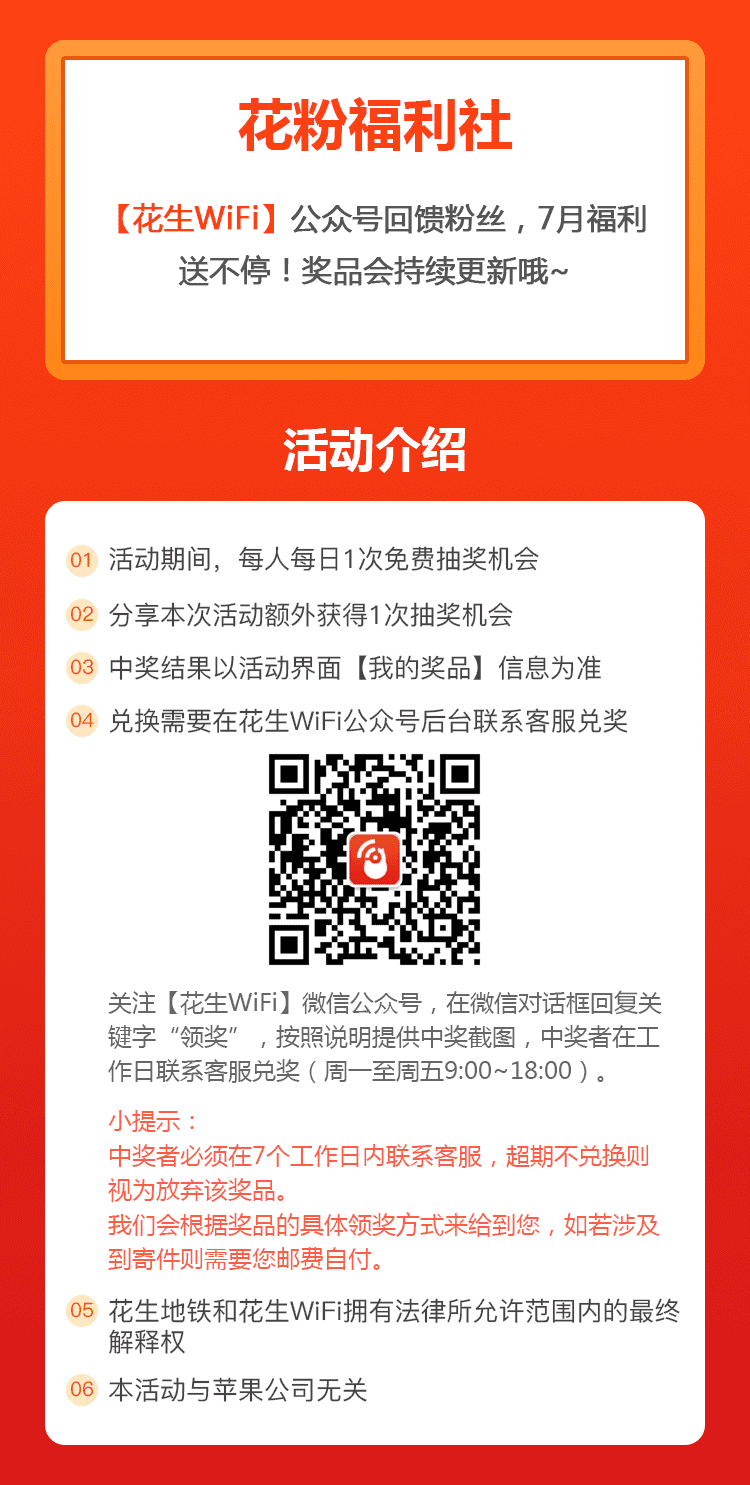 花粉福利社
【花生WiFi】公众号回馈粉丝，7月福利
送不停！奖品会持续更新哦~
活动介绍
01 活动期间，每人每日1次免费抽奖机会
02 分享本次活动额外获得1次抽奖机会
03 中奖结果以活动界面【我的奖品】信息为准
04 兑换需要在花生WiFi公众号后台联系客服兑奖
关注【花生WiFi】微信公众号，在微信对话框回复关
键字“领奖”，按照说明提供中奖截图，中奖者在工
作日联系客服兑奖（周一至周五9:00~18:00）。
小提示：
中奖者必须在7个工作日内联系客服，超期不兑换则
视为放弃该奖品。
我们会根据奖品的具体领奖方式来给到您，如若涉及
到寄件则需要您邮费自付。
05 花生地铁和花生WiFi拥有法律所允许范围内的最终
解释权
06 本活动与苹果公司无关